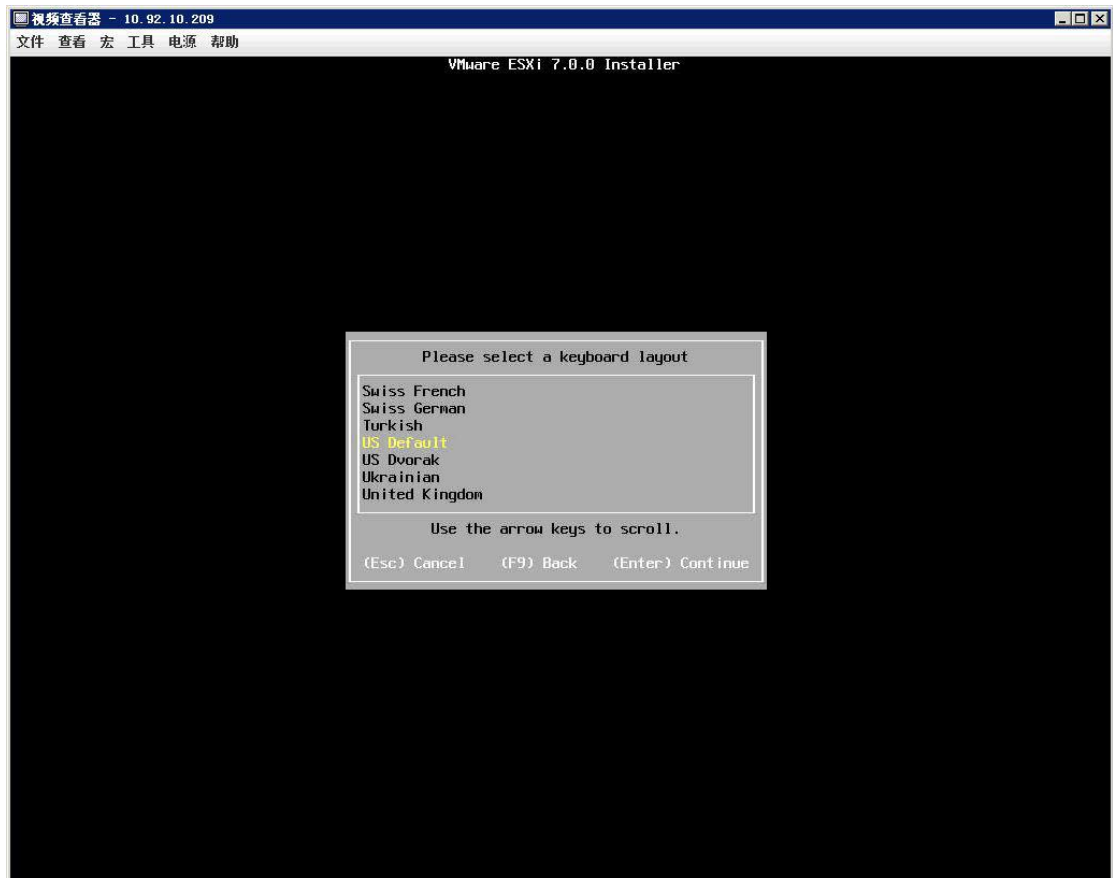 视频查看器 - 10.92.10.209
文件 查看 宏 工具 电源 帮助
VMware ESXi 7.0.0 Installer
Please select a keyboard layout
Swiss French
Swiss German
Turkish
US Default
US Dvorak
Ukrainian
United Kingdom
Use the arrow keys to scroll.
(Esc) Cancel (F9) Back (Enter) Continue